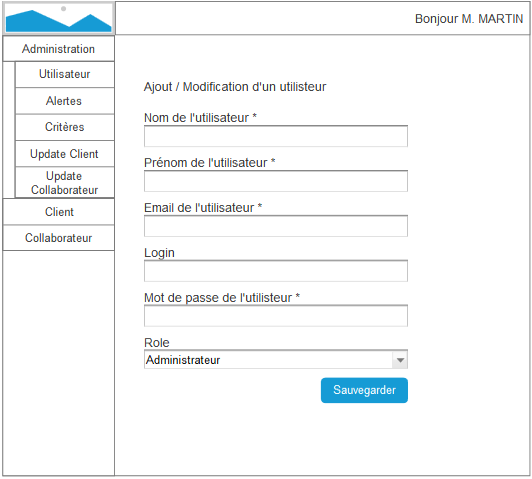 Bonjour M. MARTIN
Administration
Utilisateur
Alertes
Critères
Update Client
Update
Collaborateur
Client
Collaborateur
Ajout / Modification d'un utilisteur
Nom de l'utilisateur *
Prénom de l'utilisateur *
Email de l'utilisateur *
Login
Mot de passe de l'utilisteur *
Role
Administrateur
Sauvegarder